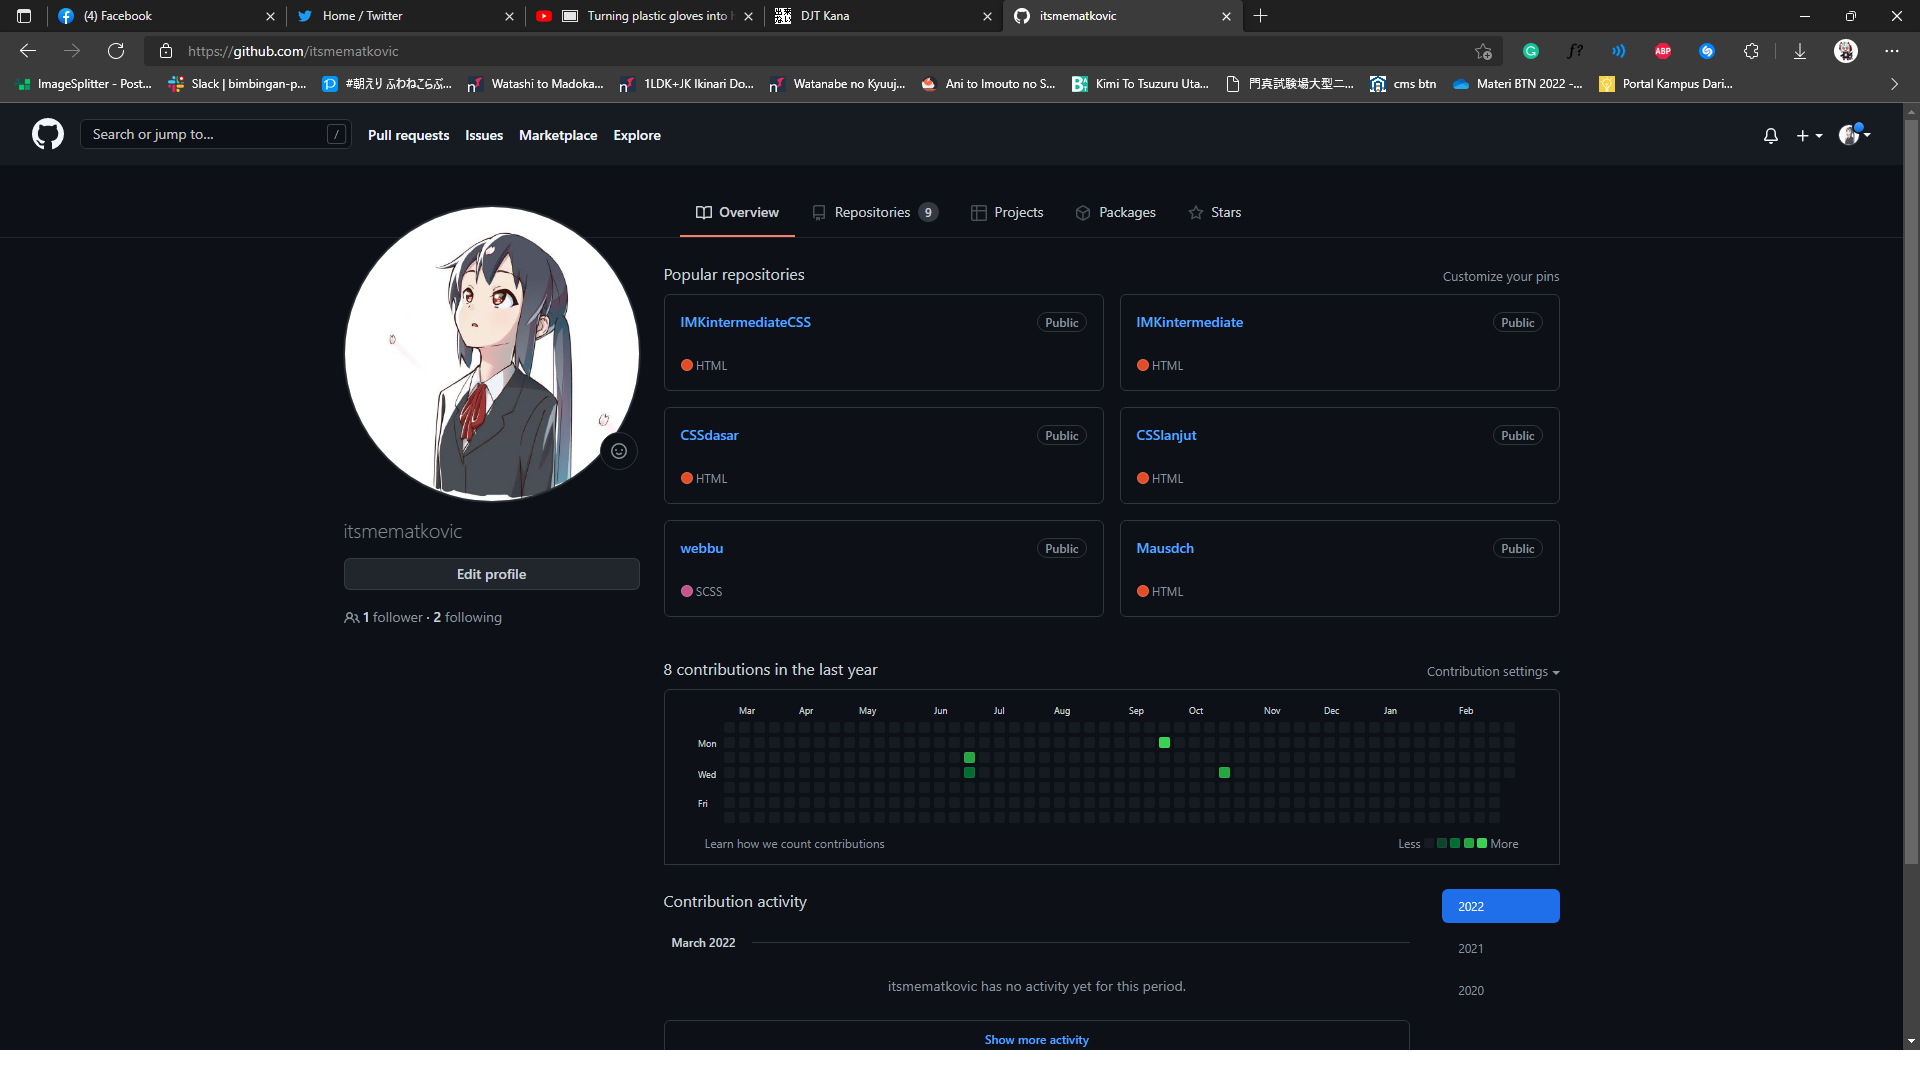 (4) Facebook
Home / Twitter
Turning plastic gloves into
DJT Kana
itsmematkovic
https://github.com/itsmematkovic
ABP
ImageSplitter - Post...
Slack | bimbingan-p...
#朝えり ふわねこらぶ...
Watashi to Madoka...
1LDK+JK Ikinari Do...
Watanabe no Kyuuj...
Ani to Imouto no S...
Kimi To Tsuzuru Uta...
門真試験場大型二...
cms btn
Materi BTN 2022 -...
Portal Kampus Dari...
Search or jump to...
/
Pull requests
Issues
Marketplace
Explore
Overview
Repositories 9
Projects
Packages
Stars
Popular repositories
Customize your pins
IMKintermediateCSS Public
HTML
IMKintermediate Public
HTML
CSSdasar Public
HTML
CSSlanjut Public
HTML
webbu Public
SCSS
Mausdch Public
HTML
itsmematkovic
Edit profile
1 follower · 2 following
8 contributions in the last year
Contribution settings
Mar Apr May Jun Jul Aug Sep Oct Nov Dec Jan Feb
Mon
Wed
Fri
Learn how we count contributions
Less More
Contribution activity
2022
2021
2020
March 2022
itsmematkovic has no activity yet for this period.
Show more activity